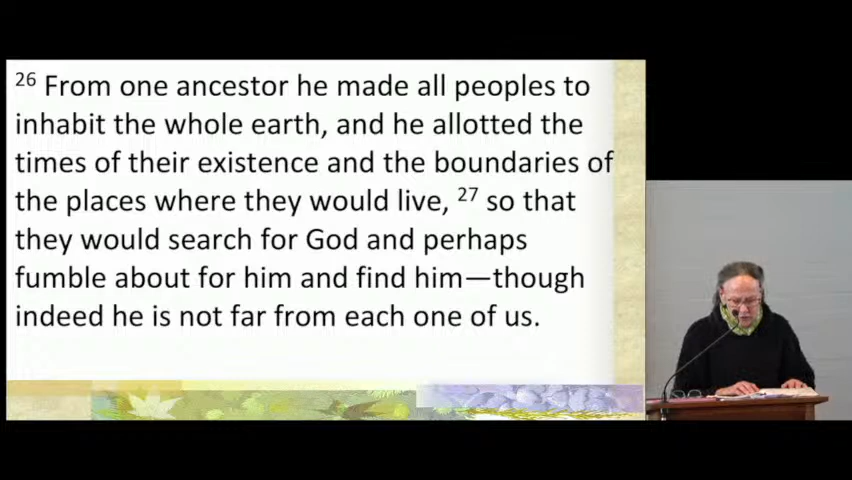 26 From one ancestor he made all peoples to
inhabit the whole earth, and he allotted the
times of their existence and the boundaries of
the places where they would live, 27 so that
they would search for God and perhaps
fumble about for him and find him—though
indeed he is not far from each one of us.